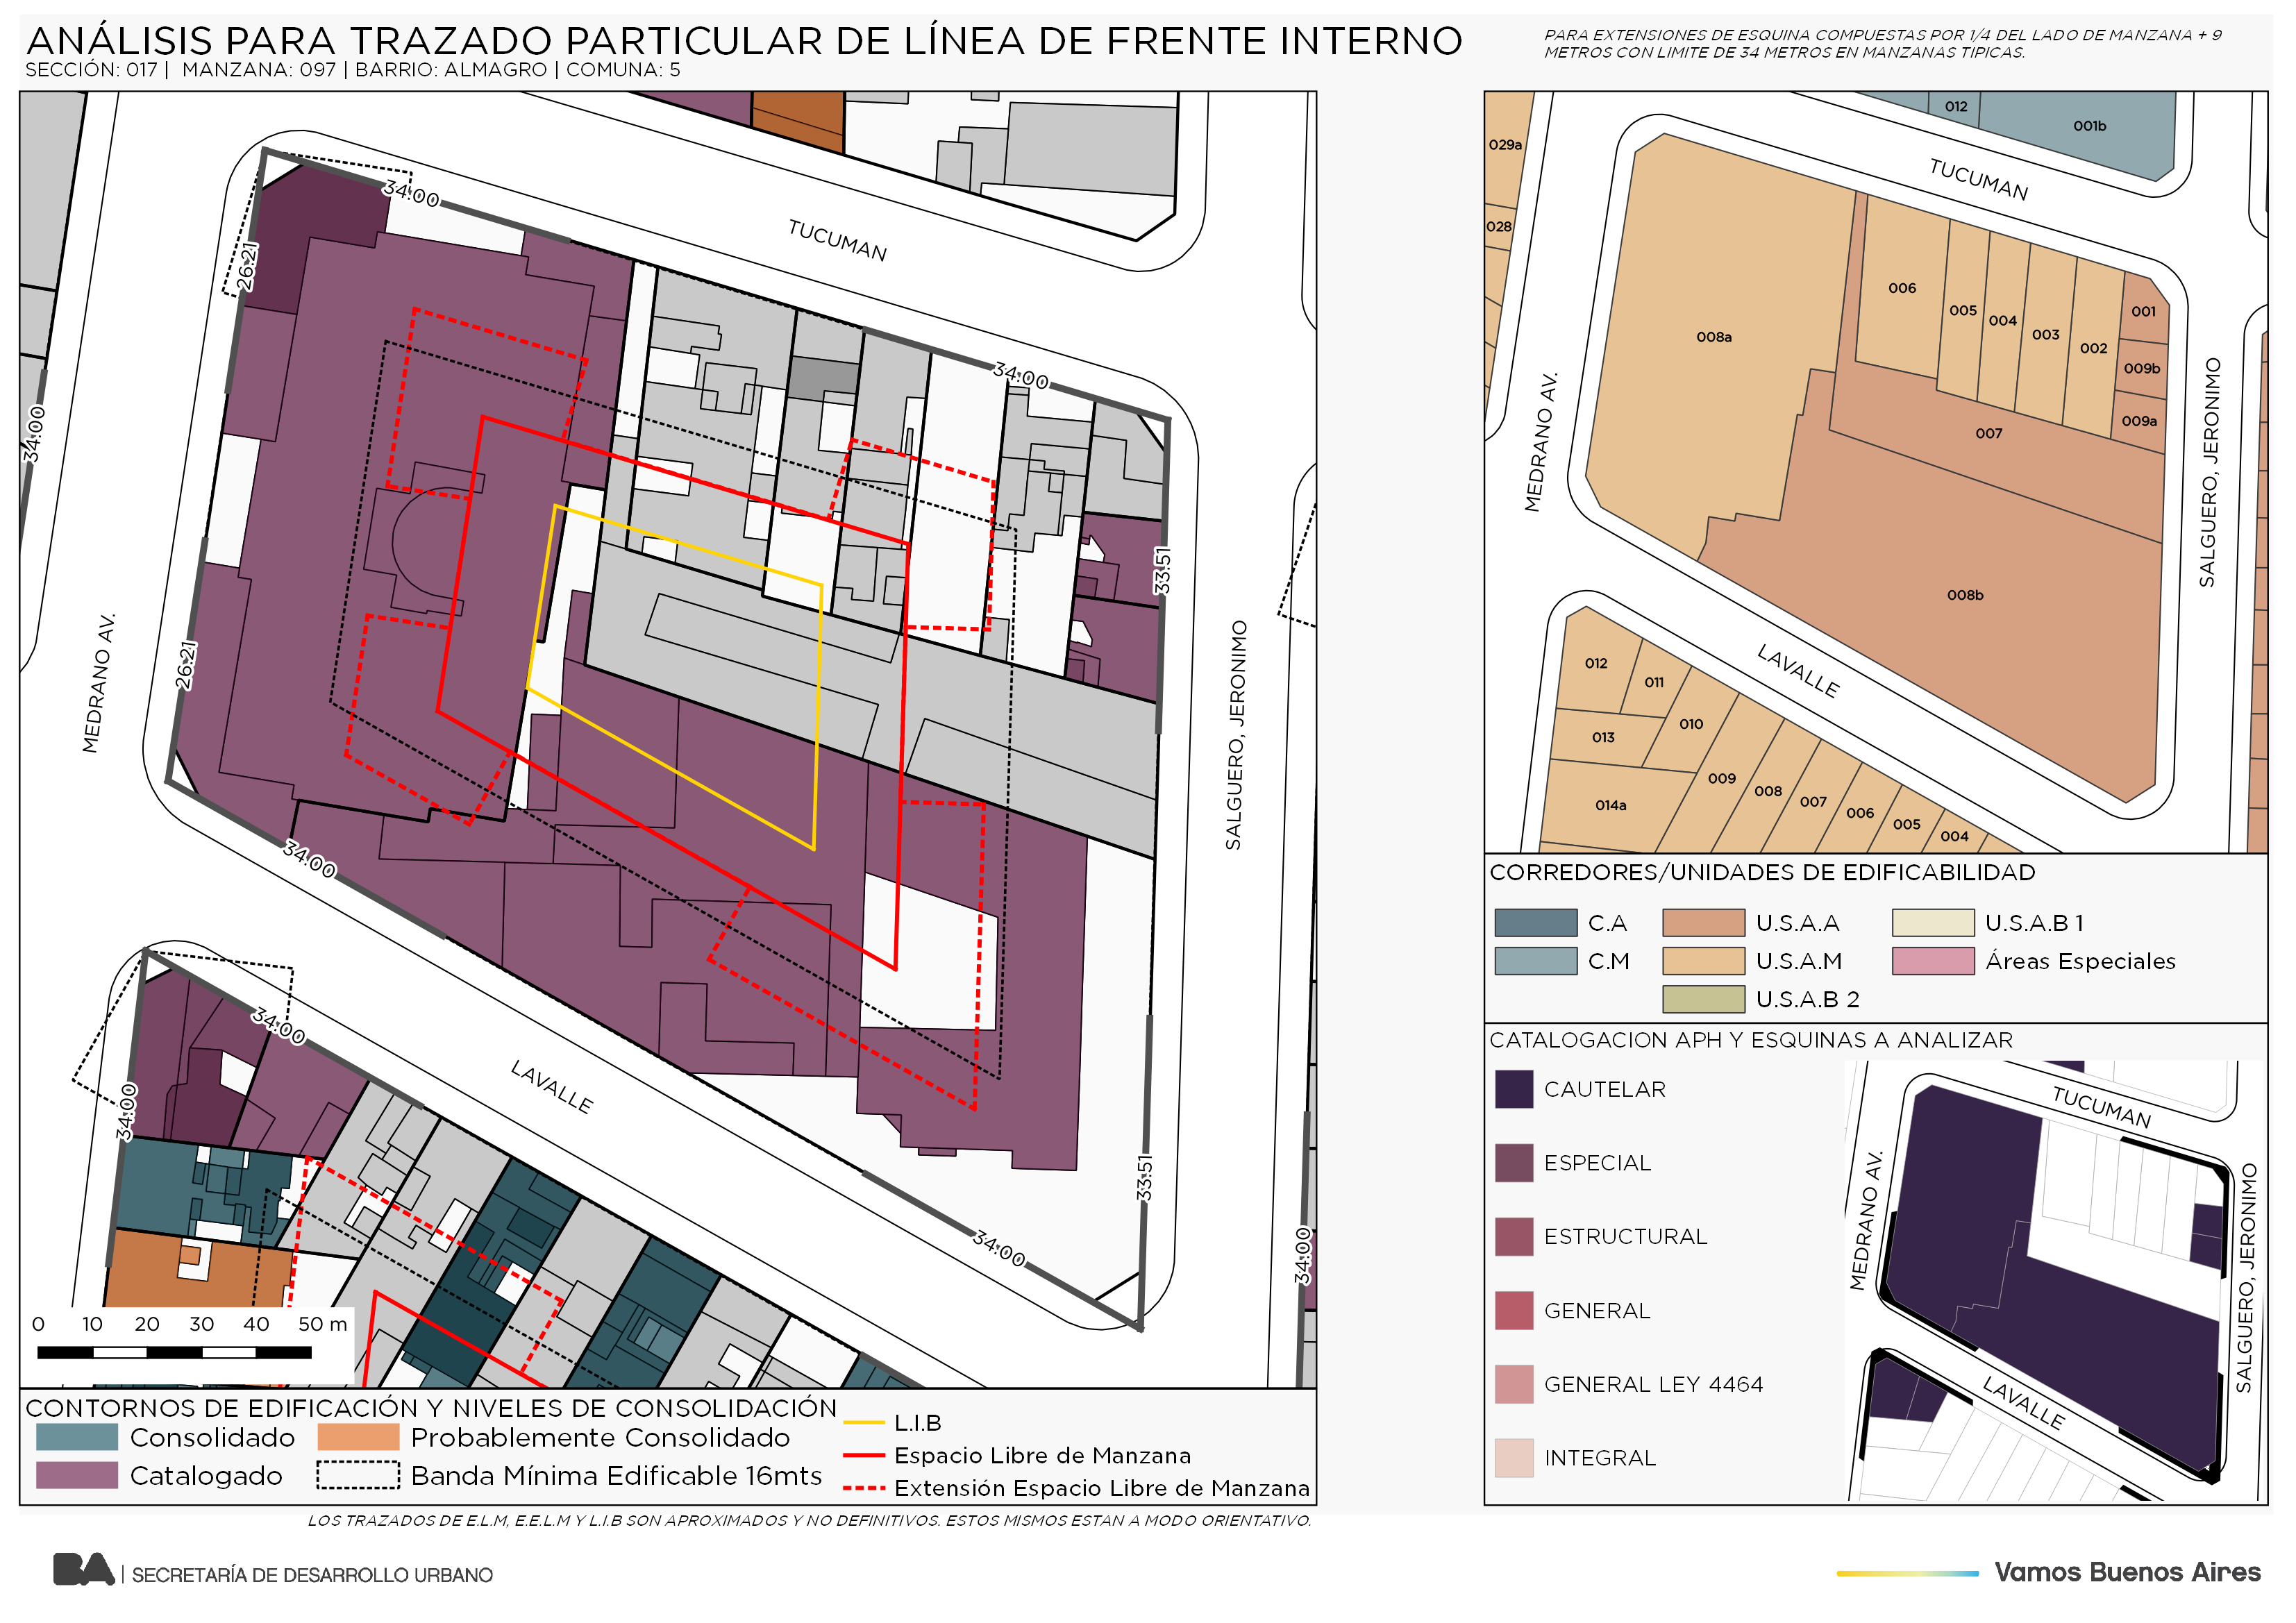 ANÁLISIS PARA TRAZADO PARTICULAR DE LÍNEA DE FRENTE INTERNO
SECCIÓN: 017 | MANZANA: 097 | BARRIO: ALMAGRO | COMUNA: 5
PARA EXTENSIONES DE ESQUINA COMPUESTAS POR 1/4 DEL LADO DE MANZANA + 9
METROS CON LIMITE DE 34 METROS EN MANZANAS TIPICAS.
34.00
26.21
TUCUMAN
34.00
34.00
33.51
MEDRANO AV.
26.21
SALGUERO, JERONIMO
34.00
34.00
34.00
LAVALLE
33.51
34.00
34.00
0 10 20 30 40 50 m
CONTORNOS DE EDIFICACIÓN Y NIVELES DE CONSOLIDACIÓN
Consolidado
Probablemente Consolidado
Catalogado
Banda Mínima Edificable 16mts
L.I.B
Espacio Libre de Manzana
Extensión Espacio Libre de Manzana
LOS TRAZADOS DE E.L.M, E.E.L.M Y L.I.B SON APROXIMADOS Y NO DEFINITIVOS. ESTOS MISMOS ESTAN A MODO ORIENTATIVO.
012
001b
029a
TUCUMAN
028
006
005
004
003
002
001
008a
009b
009a
007
MEDRANO AV.
SALGUERO, JERONIMO
008b
LAVALLE
012
011
010
013
009
014a
008
007
006
005
004
CORREDORES/UNIDADES DE EDIFICABILIDAD
C.A
U.S.A.A
U.S.A.B 1
C.M
U.S.A.M
Áreas Especiales
U.S.A.B 2
CATALOGACION APH Y ESQUINAS A ANALIZAR
CAUTELAR
ESPECIAL
ESTRUCTURAL
GENERAL
GENERAL LEY 4464
INTEGRAL
TUCUMAN
MEDRANO AV.
SALGUERO, JERONIMO
LAVALLE
BA | SECRETARÍA DE DESARROLLO URBANO
Vamos Buenos Aires